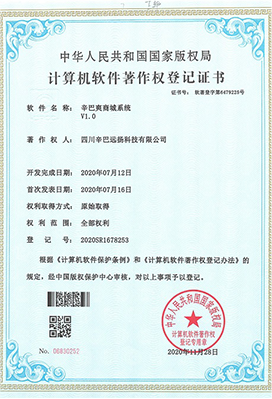 中华人民共和国国家版权局
计算机软件著作权登记证书
证书号： 软著登字第6479225号
软件名称： 辛巴爽商城系统
V1.0
著作权人： 四川辛巴远扬科技有限公司
开发完成日期： 2020年07月12日
首次发表日期： 2020年07月16日
权利取得方式： 原始取得
权利范围： 全部权利
登记号： 2020SR1678253
根据《计算机软件保护条例》和《计算机软件著作权登记办法》的
规定，经中国版权保护中心审核，对以上事项予以登记。
中华人民共和国国家版权局
计算机软件著作权
登记专用章
No. 06830252
2020年11月28日